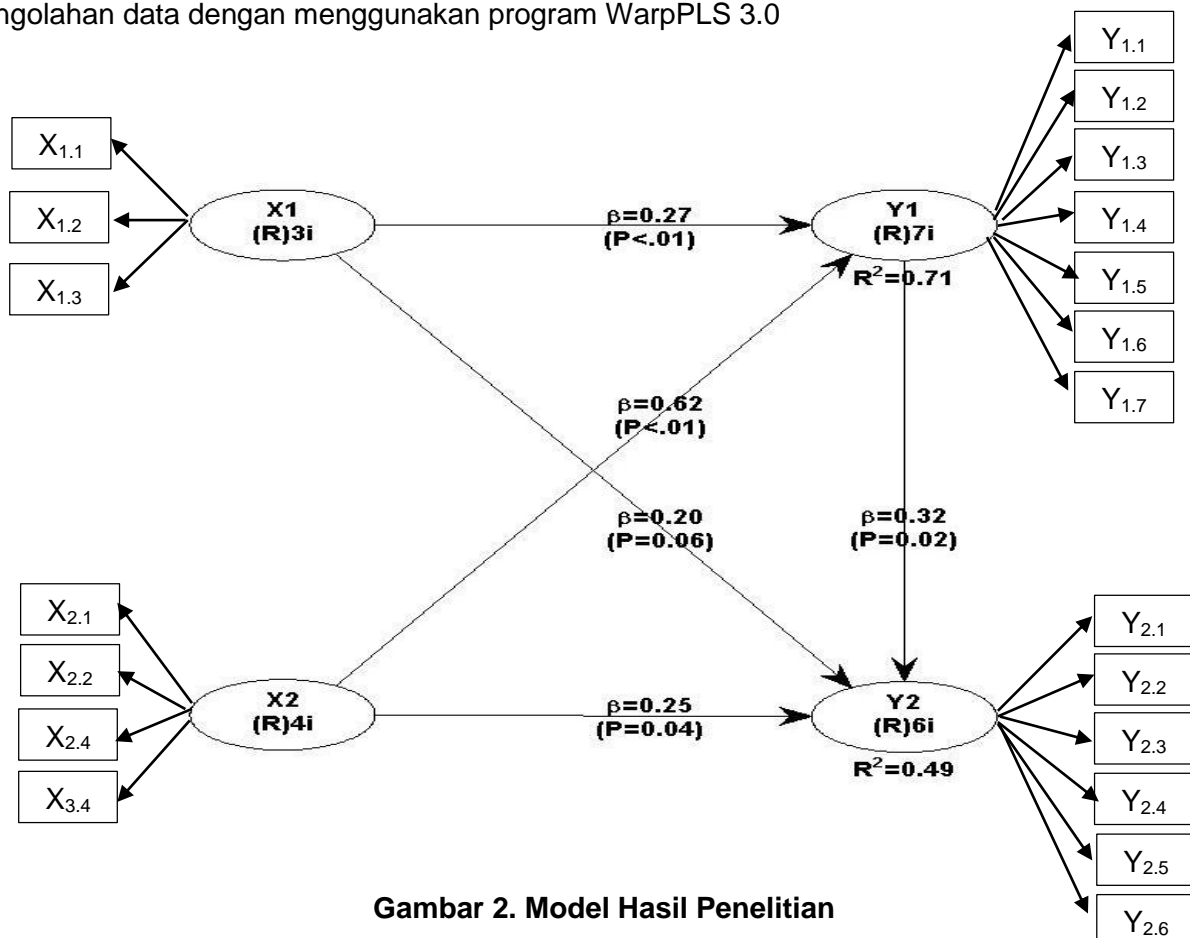 ngolahan data dengan menggunakan program WarpPLS 3.0
X1.1
X1.2
X1.3
X1
(R)3i
β=0.27
(P<.01)
Y1
(R)7i
R²=0.71
Y1.1
Y1.2
Y1.3
Y1.4
Y1.5
Y1.6
Y1.7
β=0.62
(P<.01)
β=0.20
(P=0.06)
β=0.32
(P=0.02)
X2.1
X2.2
X2.4
X3.4
X2
(R)4i
β=0.25
(P=0.04)
Y2
(R)6i
R²=0.49
Y2.1
Y2.2
Y2.3
Y2.4
Y2.5
Y2.6
Gambar 2. Model Hasil Penelitian